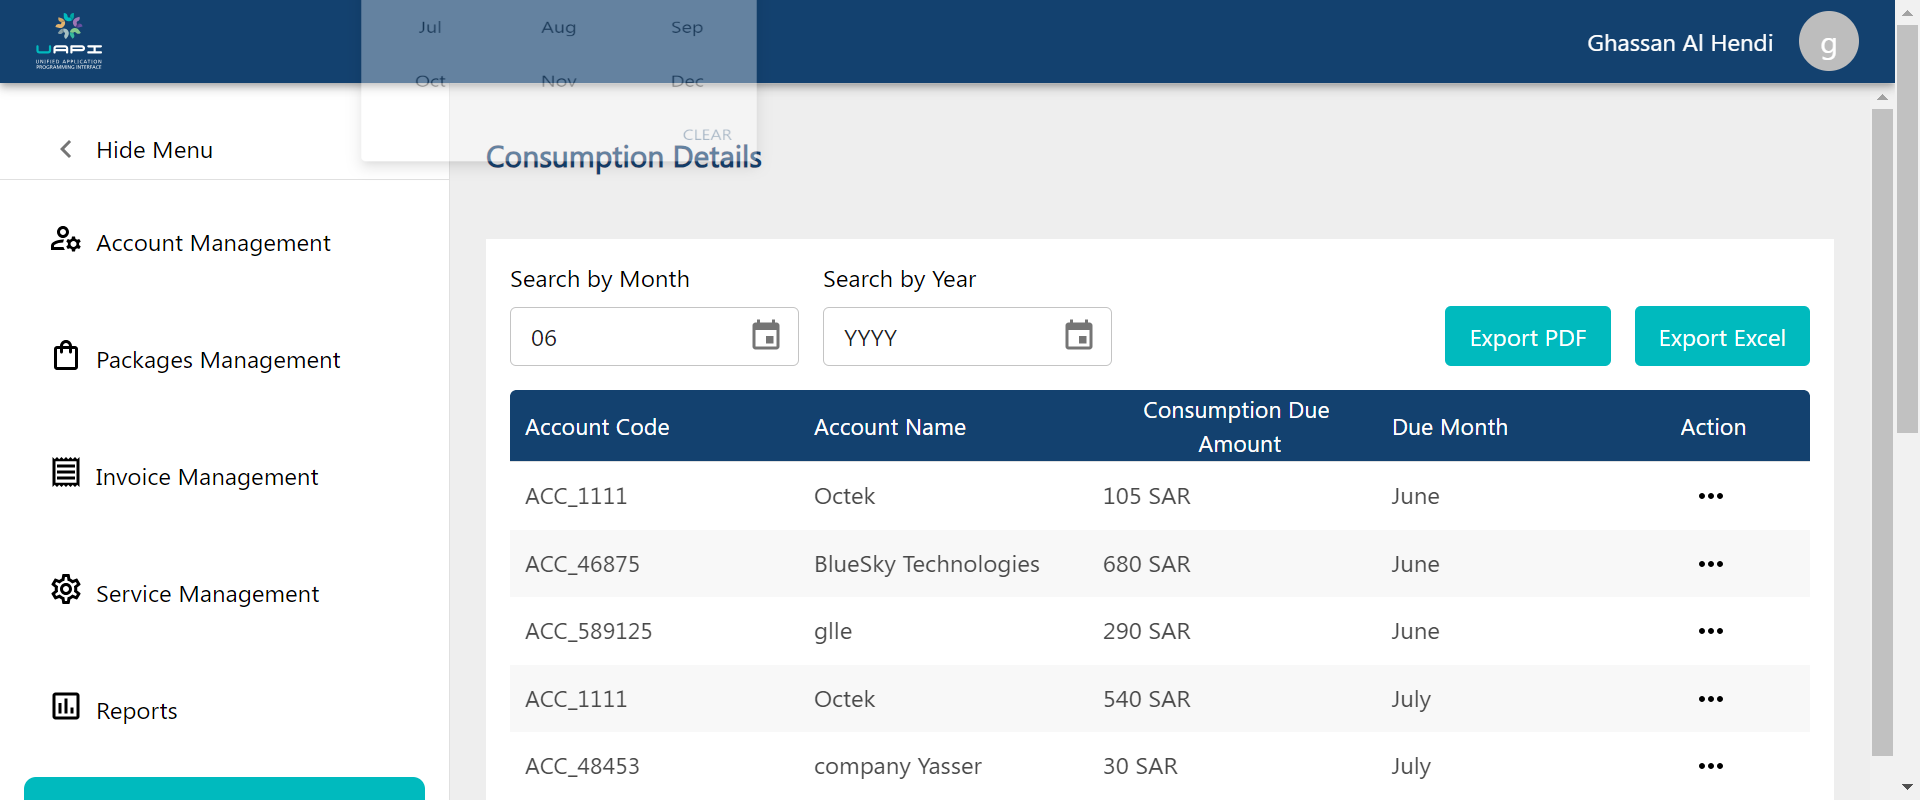 UAPI
UNIFIED APPLICATION
PROGRAMMING INTERFACE
Jul Aug Sep
Oct Nov Dec
CLEAR
Ghassan Al Hendi
g
Hide Menu
Account Management
Packages Management
Invoice Management
Service Management
Reports
Consumption Details
Search by Month Search by Year
06 YYYY Export PDF Export Excel
Account Code Account Name Consumption Due Amount Due Month Action
ACC_1111 Octek 105 SAR June
ACC_46875 BlueSky Technologies 680 SAR June
ACC_589125 glle 290 SAR June
ACC_1111 Octek 540 SAR July
ACC_48453 company Yasser 30 SAR July